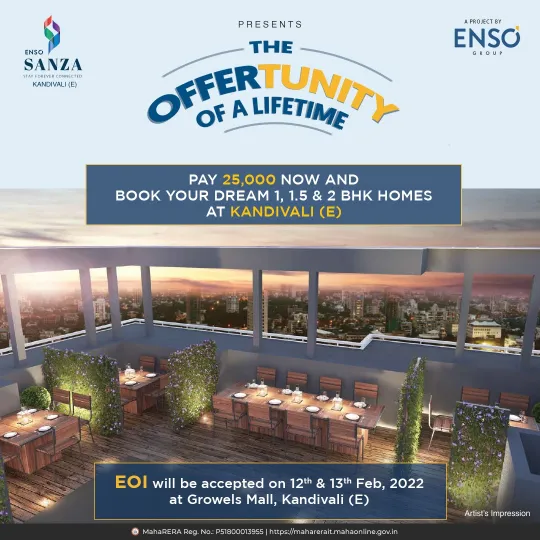 PRESENTS
ENSO
SANZA
STAY FOREVER CONNECTED
KANDIVALI (E)
A PROJECT BY
ENSO
GROUP
THE
OFFERTUNITY
OF A LIFETIME
PAY 25,000 NOW AND
BOOK YOUR DREAM 1, 1.5 & 2 BHK HOMES
AT KANDIVALI (E)
EOI will be accepted on 12th & 13th Feb, 2022
at Growels Mall, Kandivali (E)
Artist's Impression
MahaRERA Reg. No.: P51800013955 | https://maharerait.mahaonline.gov.in